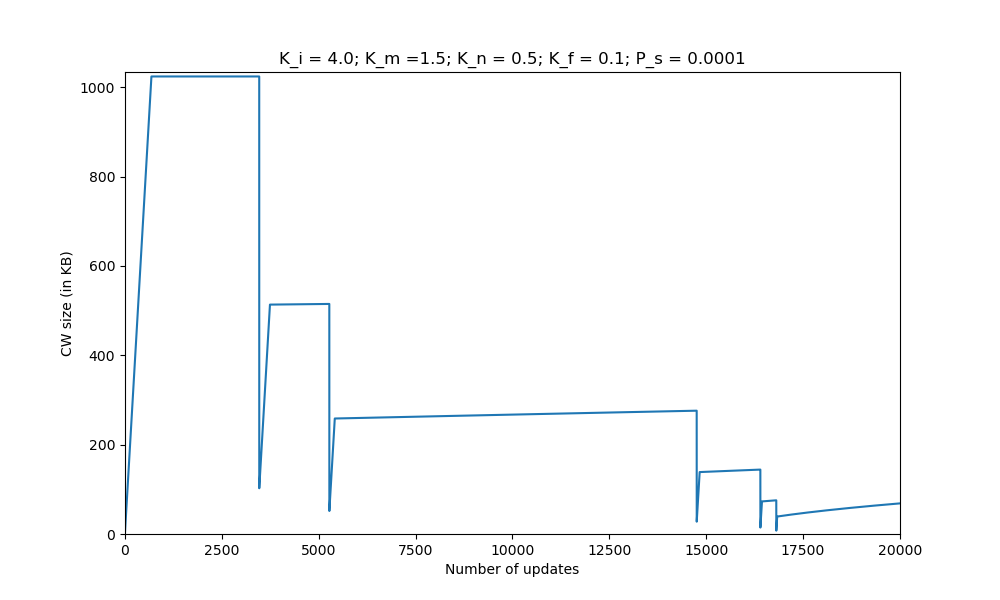 K_i = 4.0; K_m =1.5; K_n = 0.5; K_f = 0.1; P_s = 0.0001
CW size (in KB)
1000
800
600
400
200
0
0 2500 5000 7500 10000 12500 15000 17500 20000
Number of updates